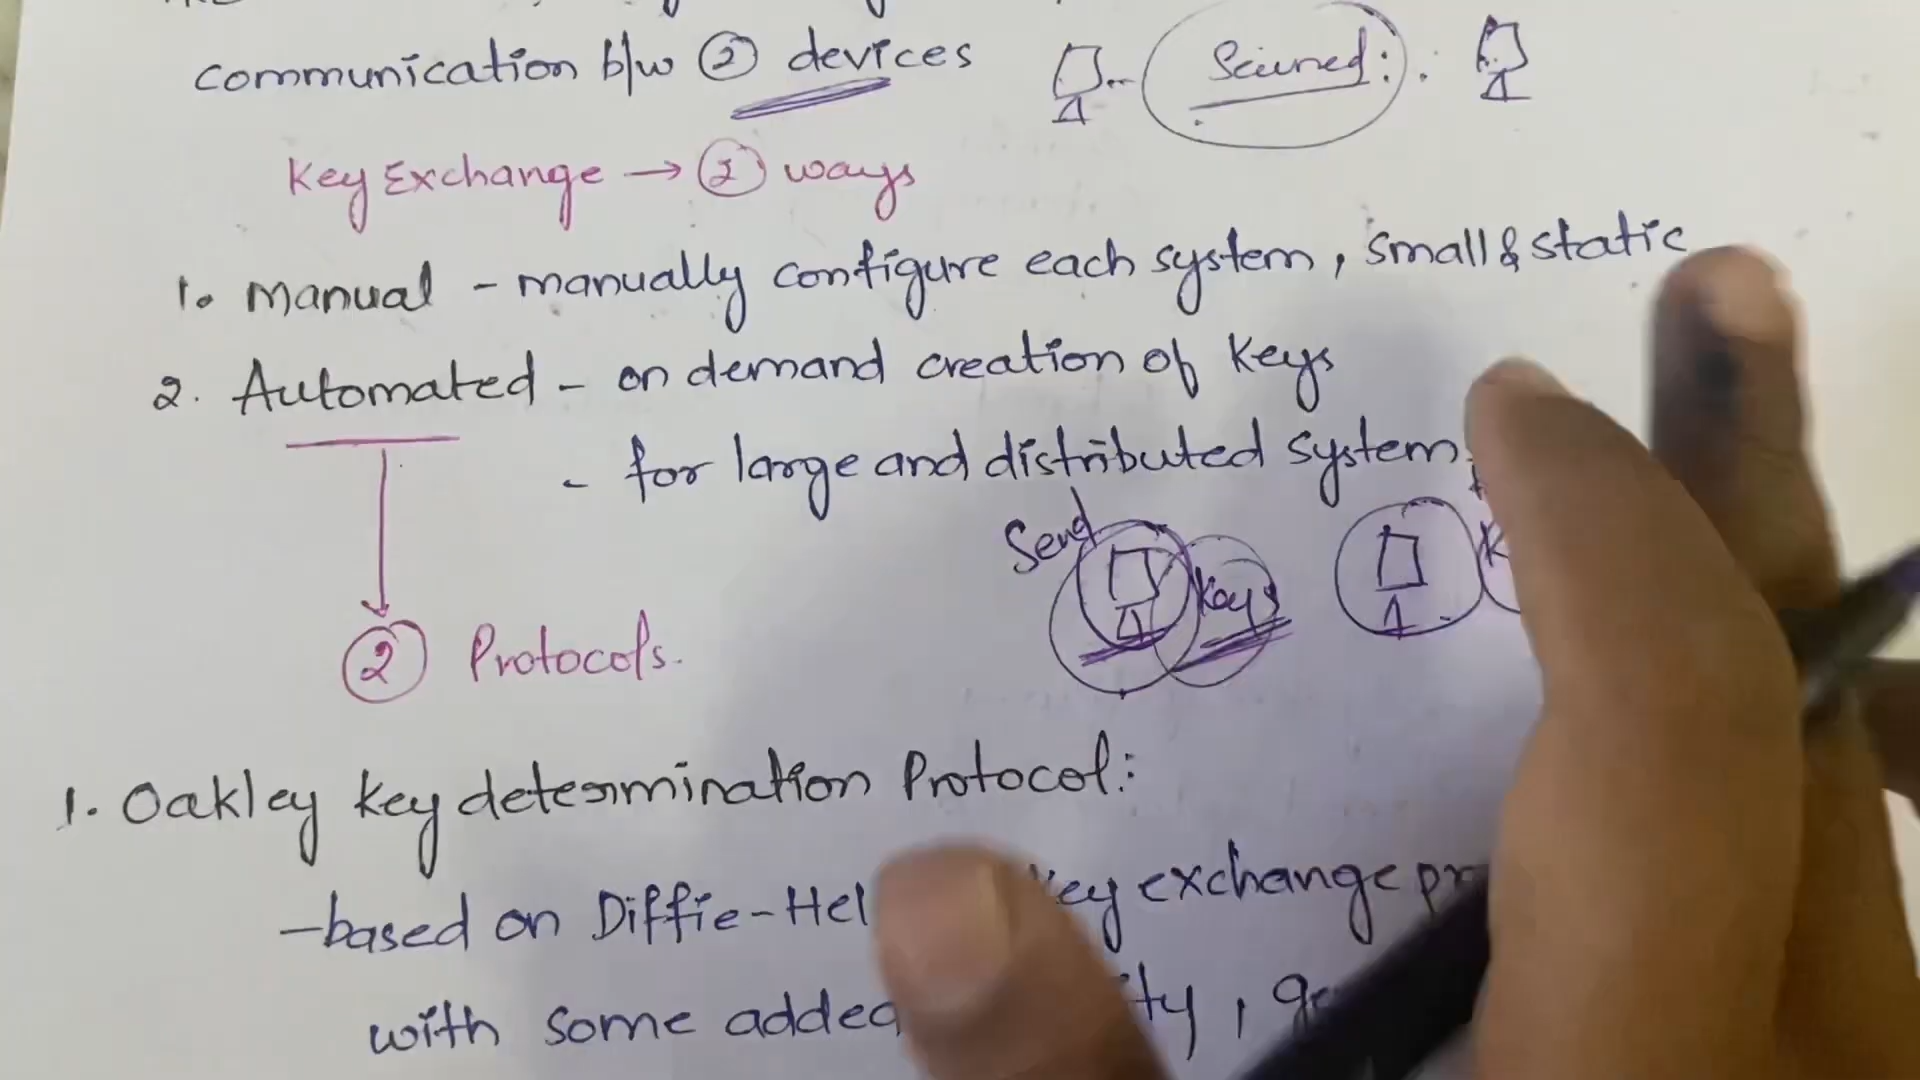 communication b/w ② devices
Secured:
Key Exchange → ② ways
1. Manual - manually configure each system, small & static
2. Automated - on demand creation of keys
- for large and distributed system
Send
Keys
② Protocols.
1. Oakley key determination Protocol:
- based on Diffie-Hel key exchange
with some added